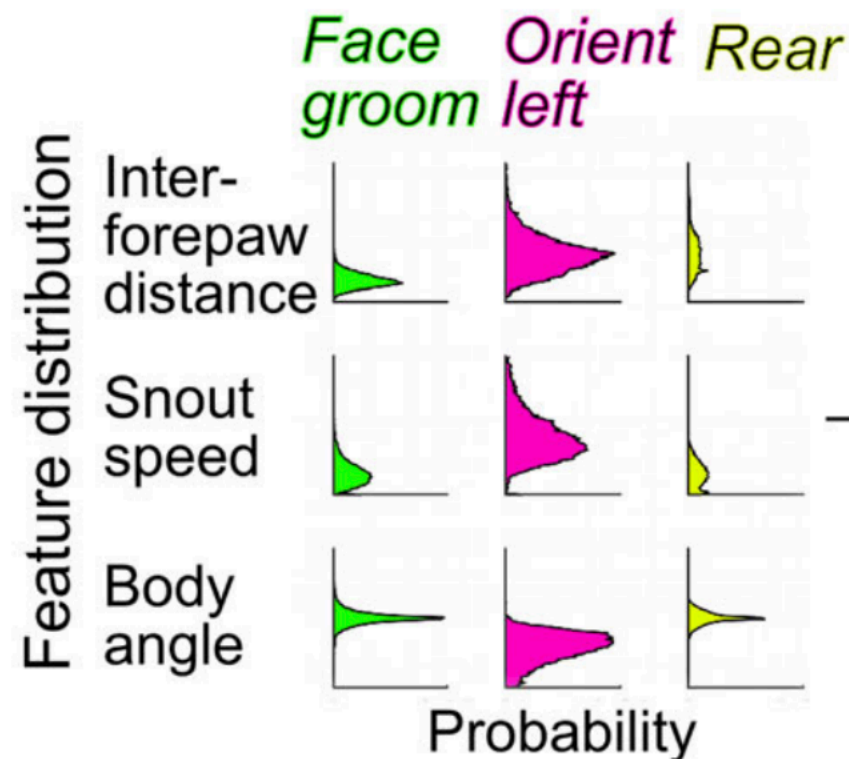 Face
groom
Orient
left
Rear
Feature distribution
Inter-
forepaw
distance
Snout
speed
Body
angle
Probability